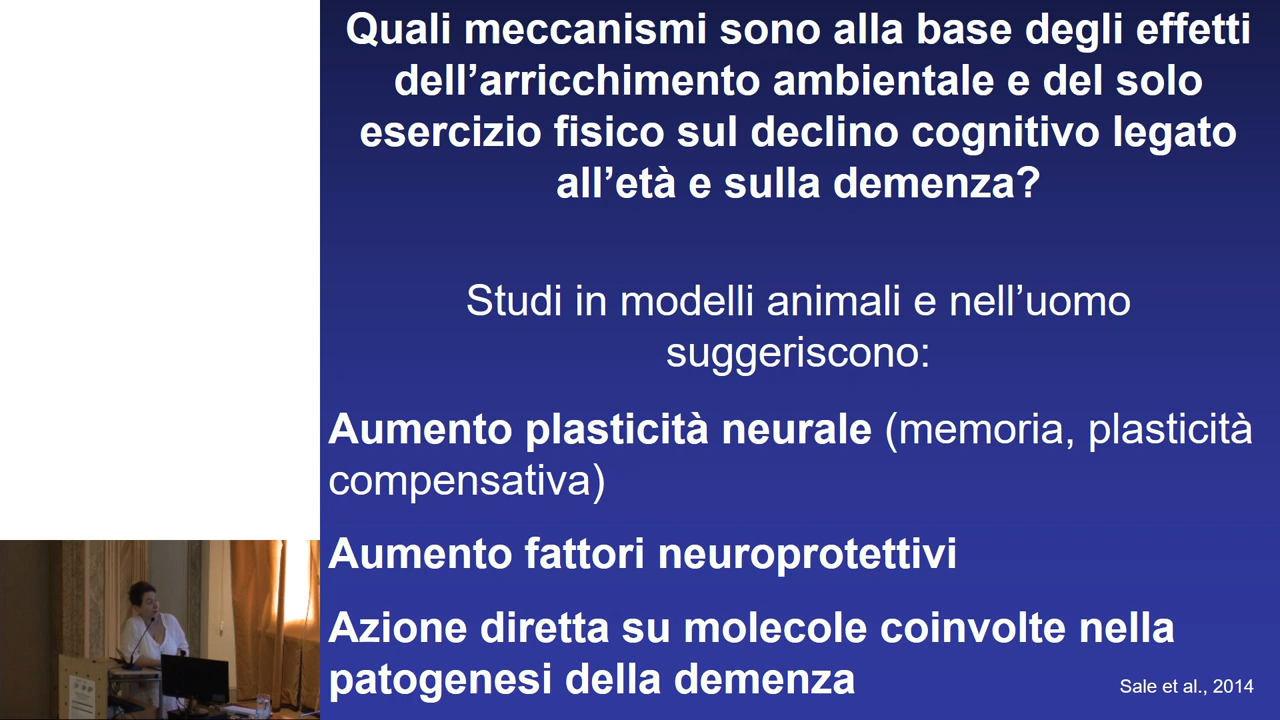 Quali meccanismi sono alla base degli effetti
dell’arricchimento ambientale e del solo
esercizio fisico sul declino cognitivo legato
all’età e sulla demenza?
Studi in modelli animali e nell’uomo
suggeriscono:
Aumento plasticità neurale (memoria, plasticità
compensativa)
Aumento fattori neuroprotettivi
Azione diretta su molecole coinvolte nella
patogenesi della demenza
Sale et al., 2014